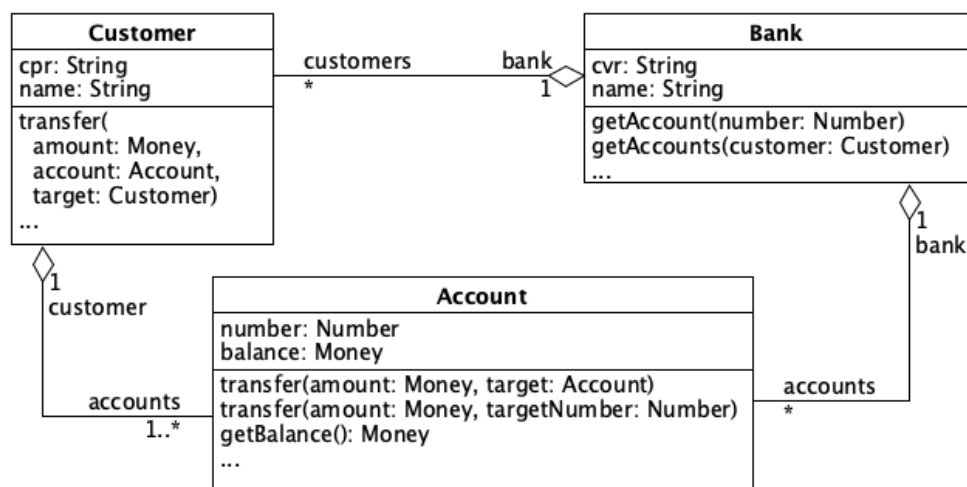 Customer
cpr: String
name: String
transfer(
amount: Money,
account: Account,
target: Customer)
...
customers
*
bank
1
Bank
cvr: String
name: String
getAccount(number: Number)
getAccounts(customer: Customer)
...
1
customer
accounts
1..*
Account
number: Number
balance: Money
transfer(amount: Money, target: Account)
transfer(amount: Money, targetNumber: Number)
getBalance(): Money
...
1
bank
accounts
*